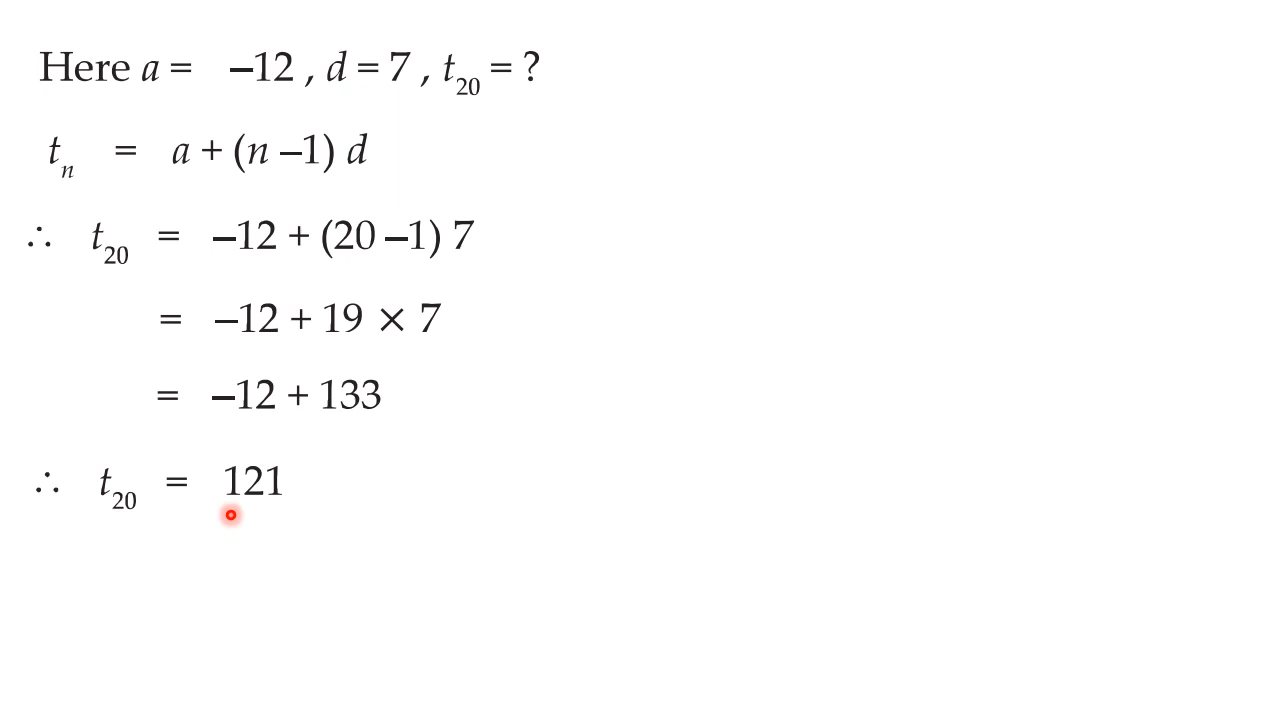 Here a = –12 , d = 7 , t₂₀ = ?
tₙ = a + (n –1) d
∴ t₂₀ = –12 + (20 –1) 7
= –12 + 19 × 7
= –12 + 133
∴ t₂₀ = 121